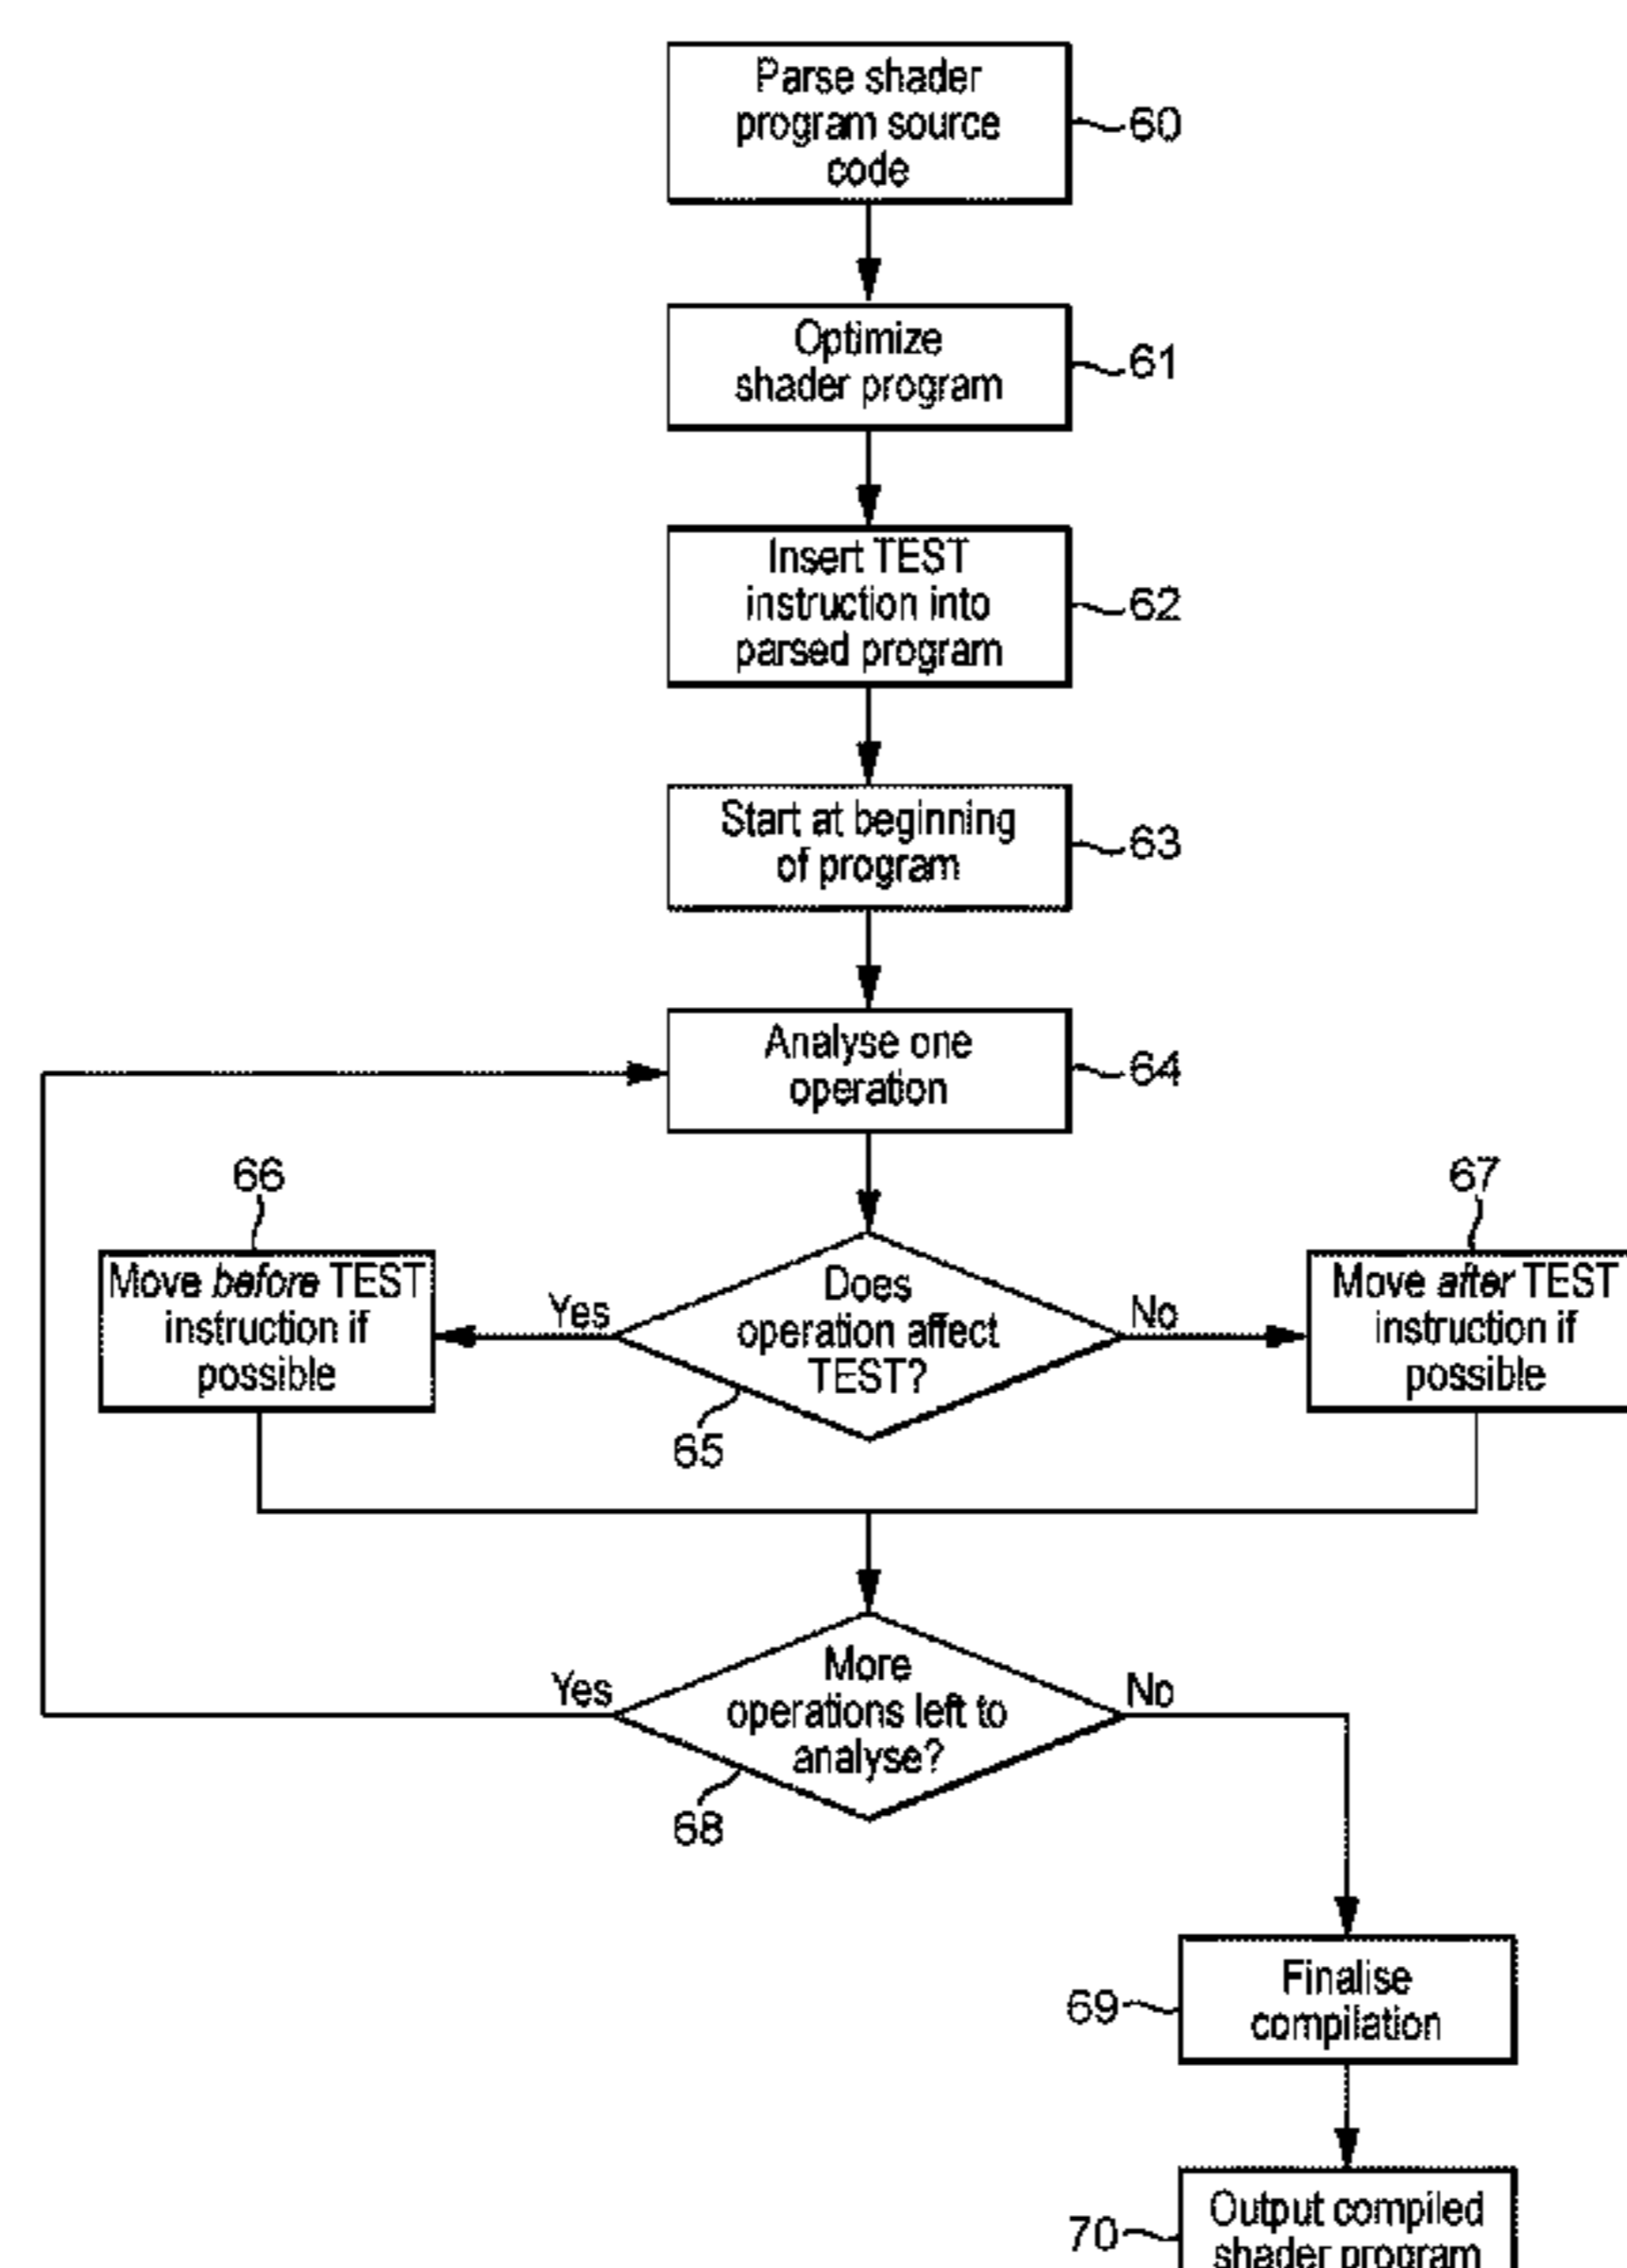 Parse shader
program source
code
60
Optimize
shader program
61
Insert TEST
instruction into
parsed program
62
Start at beginning
of program
63
Analyse one
operation
64
66
67
Move before TEST
instruction if
possible
Yes
Does
operation affect
TEST?
No
Move after TEST
instruction if
possible
65
Yes
More
operations left to
analyse?
No
68
Finalise
compilation
69
Output compiled
shader program
70